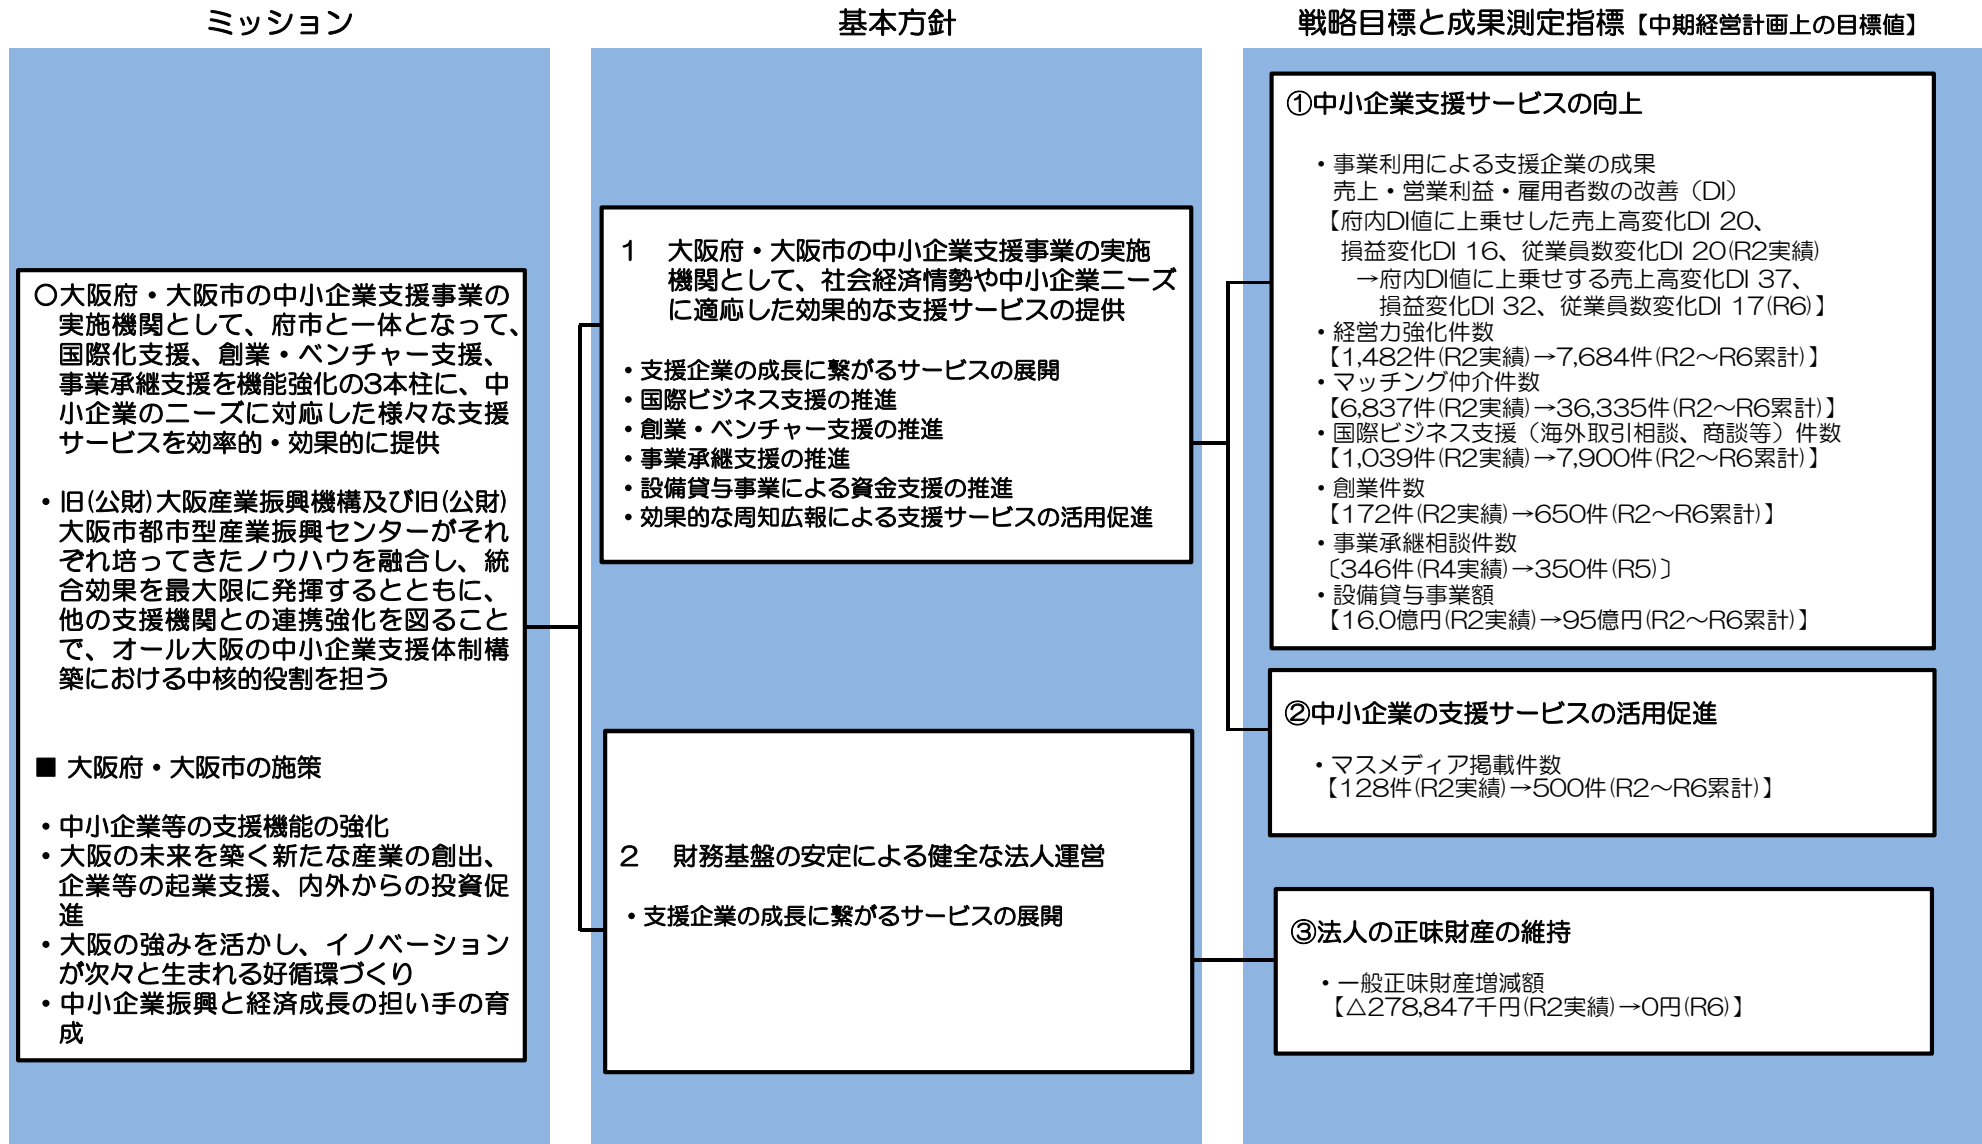 ミッション
〇大阪府・大阪市の中小企業支援事業の
実施機関として、府市と一体となって、
国際化支援、創業・ベンチャー支援、
事業承継支援を機能強化の3本柱に、中
小企業のニーズに対応した様々な支援
サービスを効率的・効果的に提供
・旧(公財)大阪産業振興機構及び旧(公財)
大阪市都市型産業振興センターがそれ
ぞれ培ってきたノウハウを融合し、統
合効果を最大限に発揮するとともに、
他の支援機関との連携強化を図ること
で、オール大阪の中小企業支援体制構
築における中核的役割を担う
■ 大阪府・大阪市の施策
・中小企業等の支援機能の強化
・大阪の未来を築く新たな産業の創出、
企業等の起業支援、内外からの投資促
進
・大阪の強みを活かし、イノベーション
が次々と生まれる好循環づくり
・中小企業振興と経済成長の担い手の育
成
基本方針
1　大阪府・大阪市の中小企業支援事業の実施
機関として、社会経済情勢や中小企業ニーズ
に適応した効果的な支援サービスの提供
・支援企業の成長に繋がるサービスの展開
・国際ビジネス支援の推進
・創業・ベンチャー支援の推進
・事業承継支援の推進
・設備貸与事業による資金支援の推進
・効果的な周知広報による支援サービスの活用促進
2　財務基盤の安定による健全な法人運営
・支援企業の成長に繋がるサービスの展開
戦略目標と成果測定指標【中期経営計画上の目標値】
①中小企業支援サービスの向上
・事業利用による支援企業の成果
売上・営業利益・雇用者数の改善（DI）
【府内DI値に上乗せした売上高変化DI 20、
損益変化DI 16、従業員数変化DI 20(R2実績)
→府内DI値に上乗せする売上高変化DI 37、
損益変化DI 32、従業員数変化DI 17(R6)】
・経営力強化件数
【1,482件(R2実績)→7,684件(R2～R6累計)】
・マッチング仲介件数
【6,837件(R2実績)→36,335件(R2～R6累計)】
・国際ビジネス支援（海外取引相談、商談等）件数
【1,039件(R2実績)→7,900件(R2～R6累計)】
・創業件数
【172件(R2実績)→650件(R2～R6累計)】
・事業承継相談件数
〔346件(R4実績)→350件(R5)〕
・設備貸与事業額
【16.0億円(R2実績)→95億円(R2～R6累計)】
②中小企業の支援サービスの活用促進
・マスメディア掲載件数
【128件(R2実績)→500件(R2～R6累計)】
③法人の正味財産の維持
・一般正味財産増減額
【△278,847千円(R2実績)→0円(R6)】